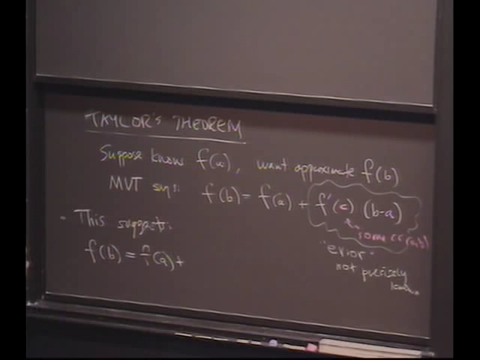 TAYLOR'S THEOREM
Suppose know f(a), want approximate f(b)
MVT says: f(b) = f(a) + f'(c) (b-a)
some c∈(a,b)
• This suggests:
"error"
f(b) = f(a) +
not precisely